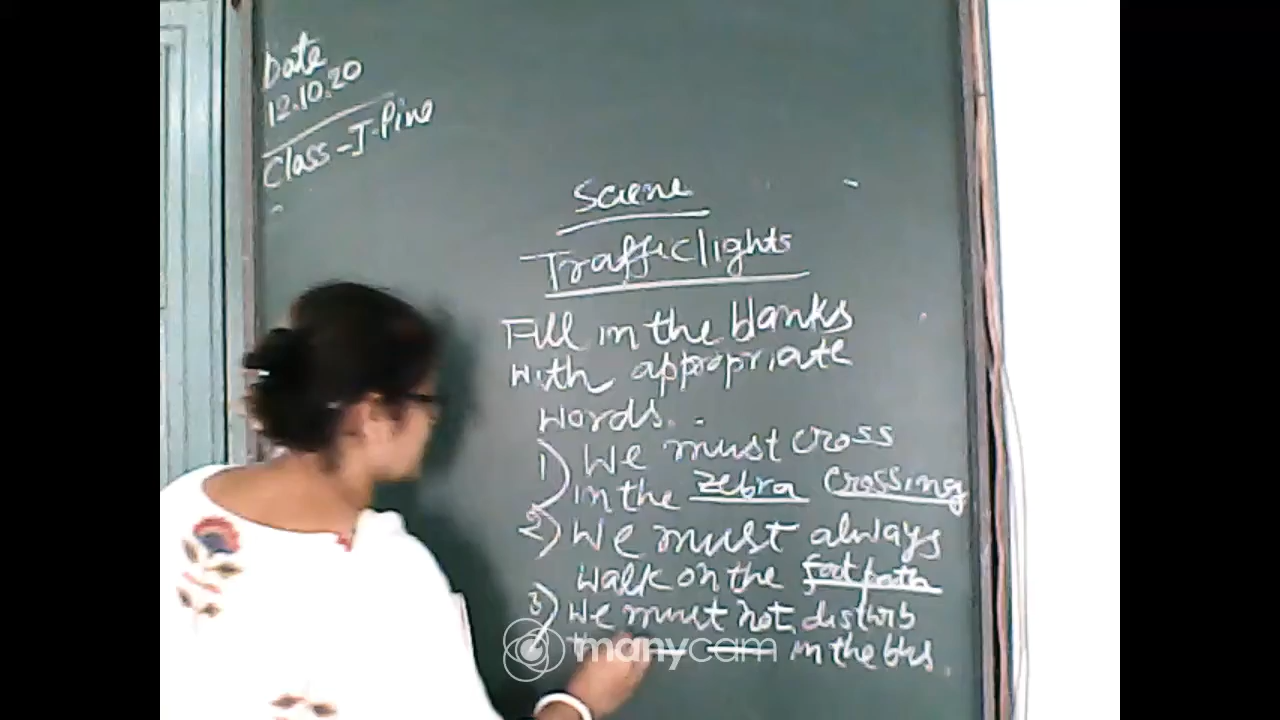 Date
12.10.20
Class - I. Pine
Science
Traffic lights
Fill in the blanks
with appropriate
words.
1) We must cross
in the zebra crossing
2) We must always
walk on the footpath
3) We must not disturb
in the bus.
manycam